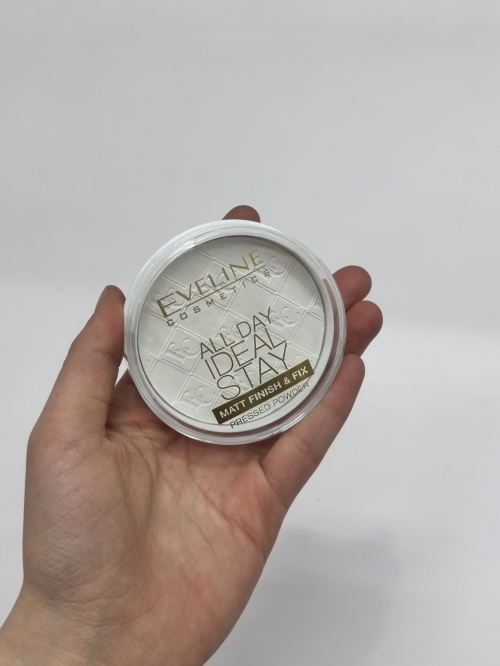 EVELINE
COSMETICS
ALL DAY
IDEAL
STAY
MATT FINISH & FIX
PRESSED POWDER